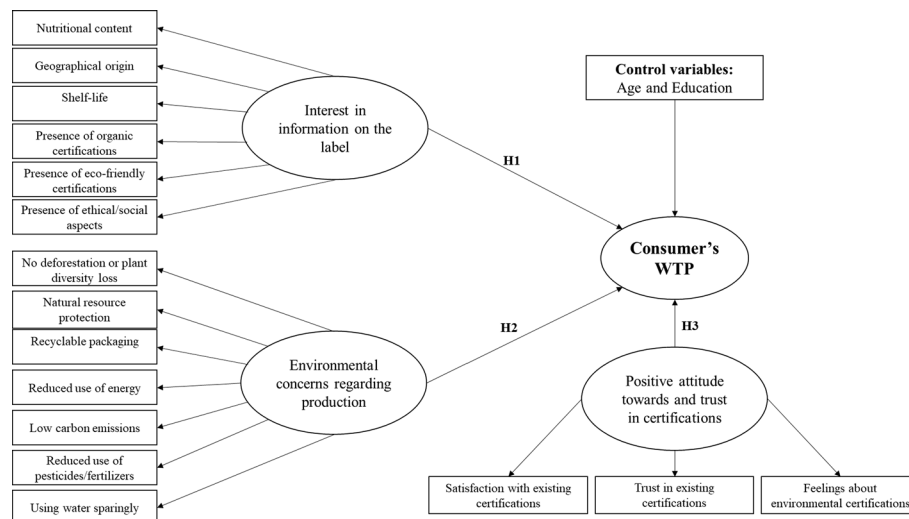 Nutritional content
Geographical origin
Shelf-life
Presence of organic
certifications
Presence of eco-friendly
certifications
Presence of ethical/social
aspects
Interest in
information on the
label
H1
Control variables:
Age and Education
Consumer's
WTP
No deforestation or plant
diversity loss
Natural resource
protection
Recyclable packaging
Reduced use of energy
Low carbon emissions
Reduced use of
pesticides/fertilizers
Using water sparingly
Environmental
concerns regarding
production
H2
H3
Positive attitude
towards and trust
in certifications
Satisfaction with existing
certifications
Trust in existing
certifications
Feelings about
environmental certifications